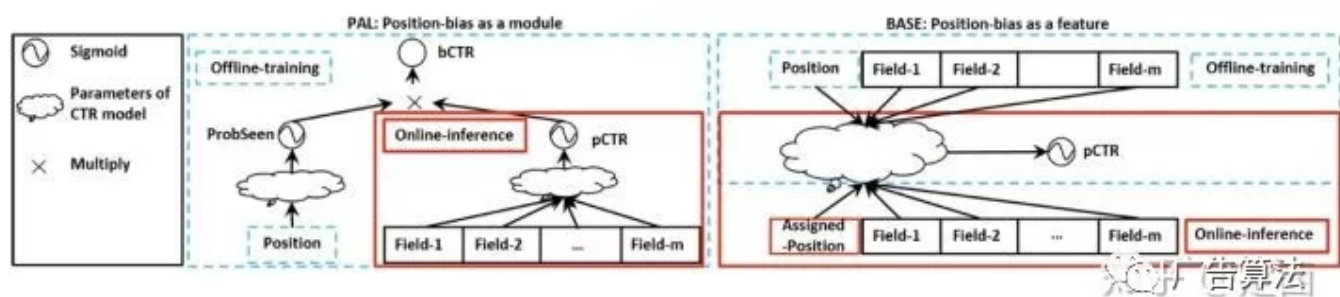 PAL: Position-bias as a module
BASE: Position-bias as a feature
Sigmoid
Parameters of
CTR model
Multiply
Offline-training
bCTR
ProbSeen
Online-inference
pCTR
Position
Field-1
Field-2
...
Field-m
Position
Field-1
Field-2
Field-m
Offline-training
pCTR
Assigned
-Position
Field-1
Field-2
...
Field-m
Online-inference
广告算法